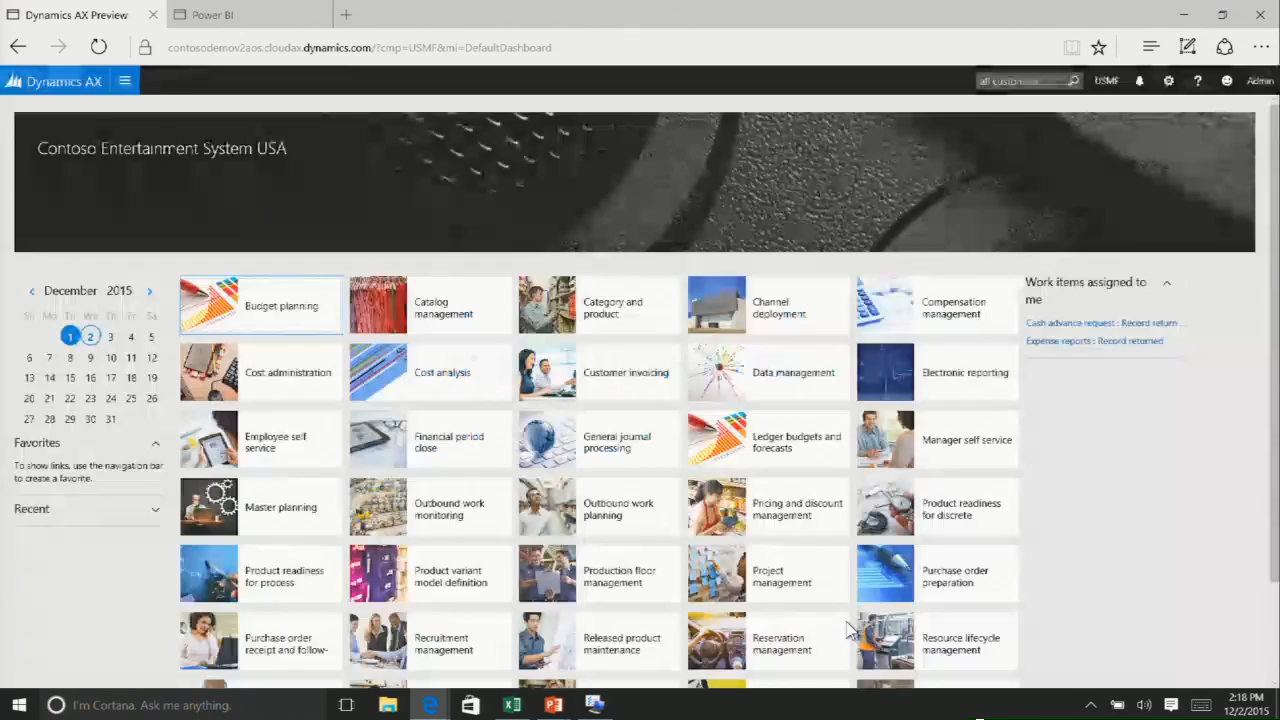 Dynamics AX Preview
Power BI
contosodemov2aos.cloudax.dynamics.com/?cmp=USMF&mi=DefaultDashboard
Dynamics AX
all custom
USMF
?
Admin
Contoso Entertainment System USA
December 2015
Su Mo Tu We Th Fr Sa
1 2 3 4 5
6 7 8 9 10 11 12
13 14 15 16 17 18 19
20 21 22 23 24 25 26
27 28 29 30 31
Favorites
To show links, use the navigation bar
to create a favorite.
Recent
Budget planning
Catalog
management
Category and
product
Channel
deployment
Compensation
management
Cost administration
Cost analysis
Customer invoicing
Data management
Electronic reporting
Employee self
service
Financial period
close
General journal
processing
Ledger budgets and
forecasts
Manager self service
Master planning
Outbound work
monitoring
Outbound work
planning
Pricing and discount
management
Product readiness
for discrete
Product readiness
for process
Product variant
model definition
Production floor
management
Project
management
Purchase order
preparation
Purchase order
receipt and follow-
Recruitment
management
Released product
maintenance
Reservation
management
Resource lifecycle
management
Work items assigned to
me
Cash advance request : Record return...
Expense reports : Record returned
I'm Cortana. Ask me anything.
2:18 PM
12/2/2015